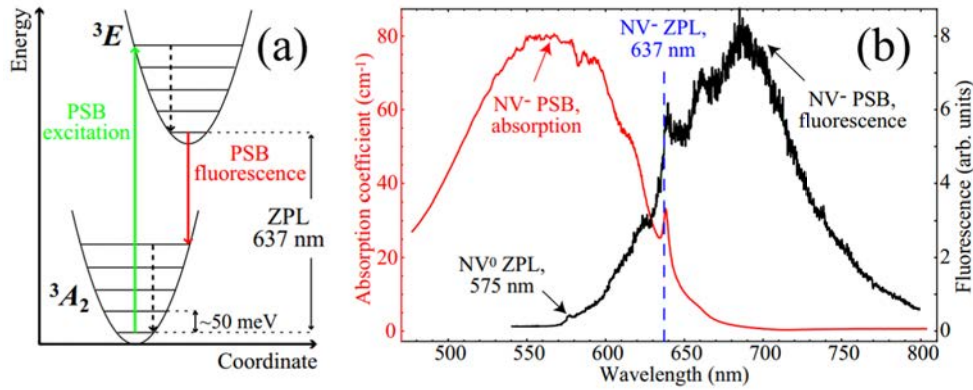 Energy
³E
(a)
PSB
excitation
PSB
fluorescence
ZPL
637 nm
³A₂
~50 meV
Coordinate
NV⁻ ZPL,
637 nm
(b)
NV⁻ PSB,
absorption
NV⁻ PSB,
fluorescence
NV⁰ ZPL,
575 nm
Absorption coefficient (cm⁻¹)
80
60
40
20
0
8
6
4
2
0
Fluorescence (arb. units)
500 550 600 650 700 750 800
Wavelength (nm)